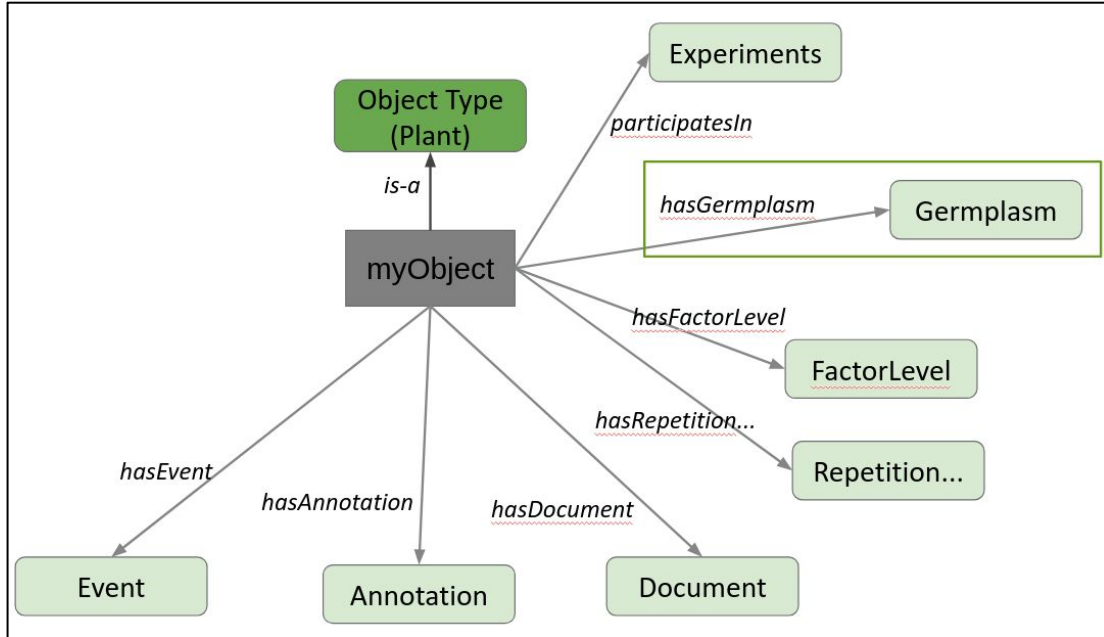 Experiments
Object Type
(Plant)
participatesIn
is-a
hasGermplasm
Germplasm
myObject
hasFactorLevel
FactorLevel
hasRepetition...
Repetition...
hasEvent
hasAnnotation
hasDocument
Event
Annotation
Document